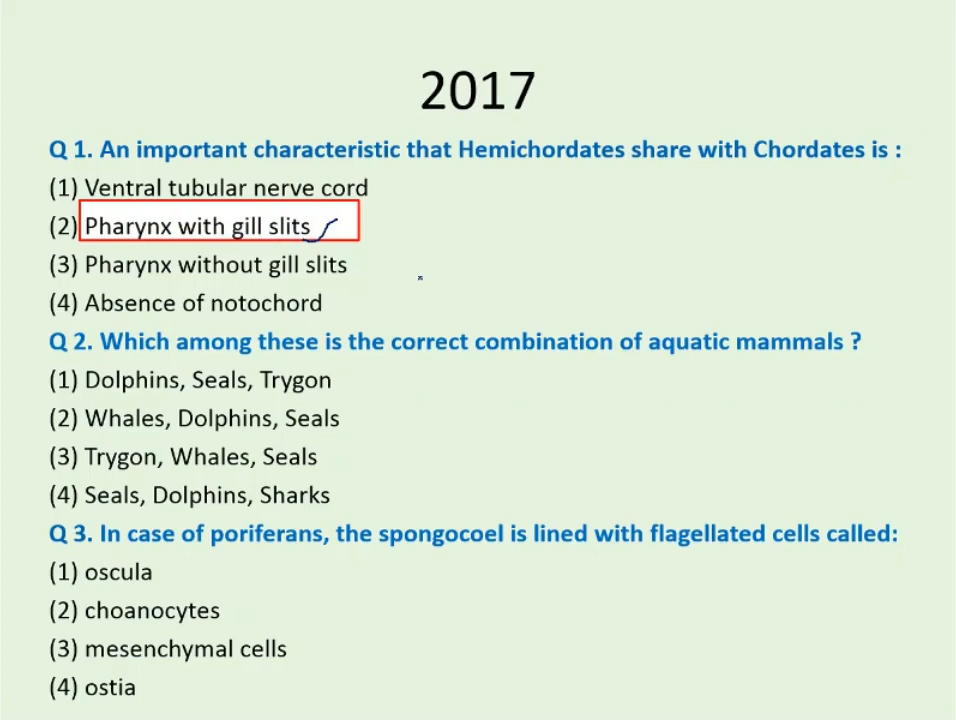 2017
Q 1. An important characteristic that Hemichordates share with Chordates is :
(1) Ventral tubular nerve cord
(2) Pharynx with gill slits
(3) Pharynx without gill slits
(4) Absence of notochord
Q 2. Which among these is the correct combination of aquatic mammals ?
(1) Dolphins, Seals, Trygon
(2) Whales, Dolphins, Seals
(3) Trygon, Whales, Seals
(4) Seals, Dolphins, Sharks
Q 3. In case of poriferans, the spongocoel is lined with flagellated cells called:
(1) oscula
(2) choanocytes
(3) mesenchymal cells
(4) ostia